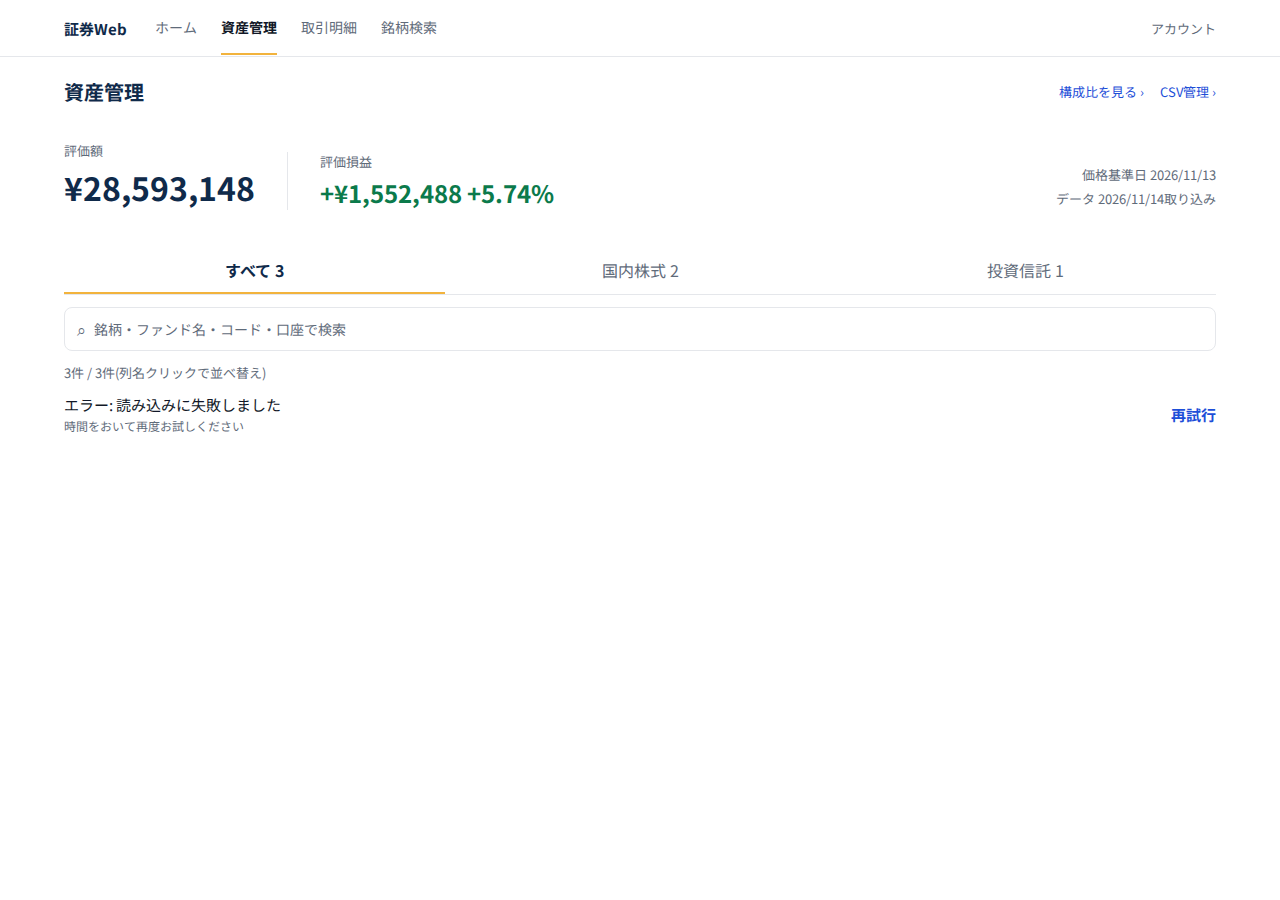 証券Web ホーム 資産管理 取引明細 銘柄検索 アカウント
資産管理 構成比を見る › CSV管理 ›
評価額
¥28,593,148
評価損益
+¥1,552,488 +5.74%
価格基準日 2026/11/13
データ 2026/11/14取り込み
すべて 3 国内株式 2 投資信託 1
⌕ 銘柄・ファンド名・コード・口座で検索
3件 / 3件(列名クリックで並べ替え)
エラー: 読み込みに失敗しました
時間をおいて再度お試しください
再試行